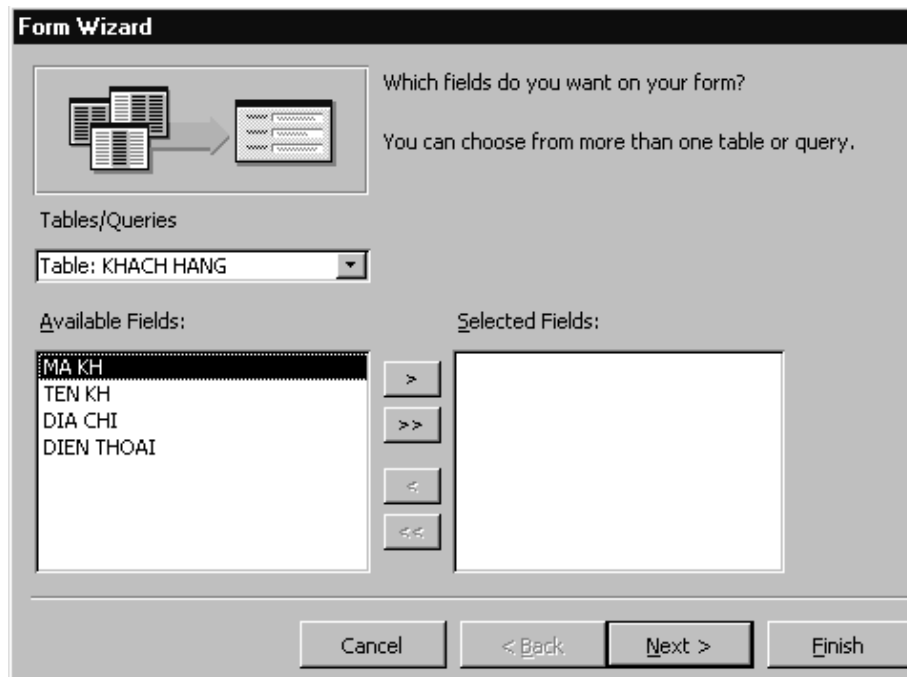 Form Wizard
Which fields do you want on your form?
You can choose from more than one table or query.
Tables/Queries
Table: KHACH HANG
Available Fields:
Selected Fields:
MA KH
TEN KH
DIA CHI
DIEN THOAI
>
>>
<
<<
Cancel
< Back
Next >
Finish